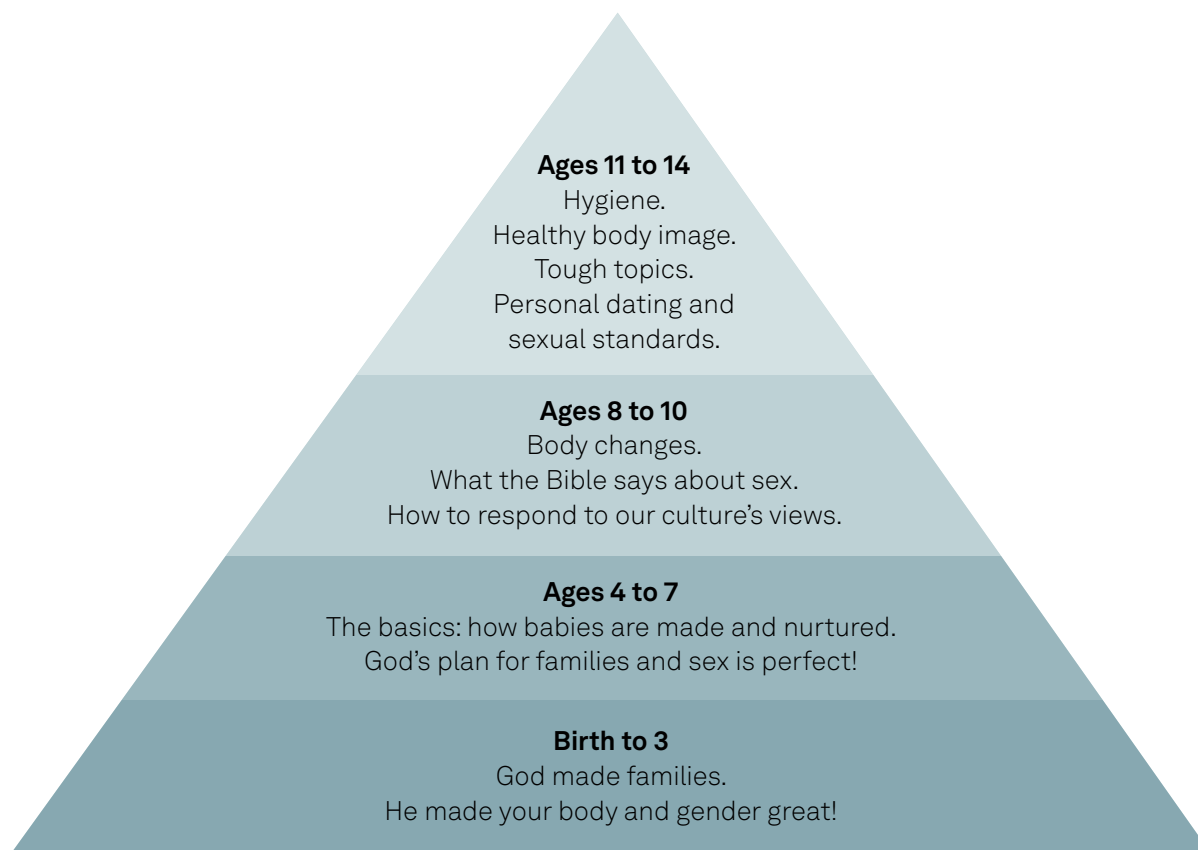 Ages 11 to 14
Hygiene.
Healthy body image.
Tough topics.
Personal dating and
sexual standards.
Ages 8 to 10
Body changes.
What the Bible says about sex.
How to respond to our culture’s views.
Ages 4 to 7
The basics: how babies are made and nurtured.
God’s plan for families and sex is perfect!
Birth to 3
God made families.
He made your body and gender great!